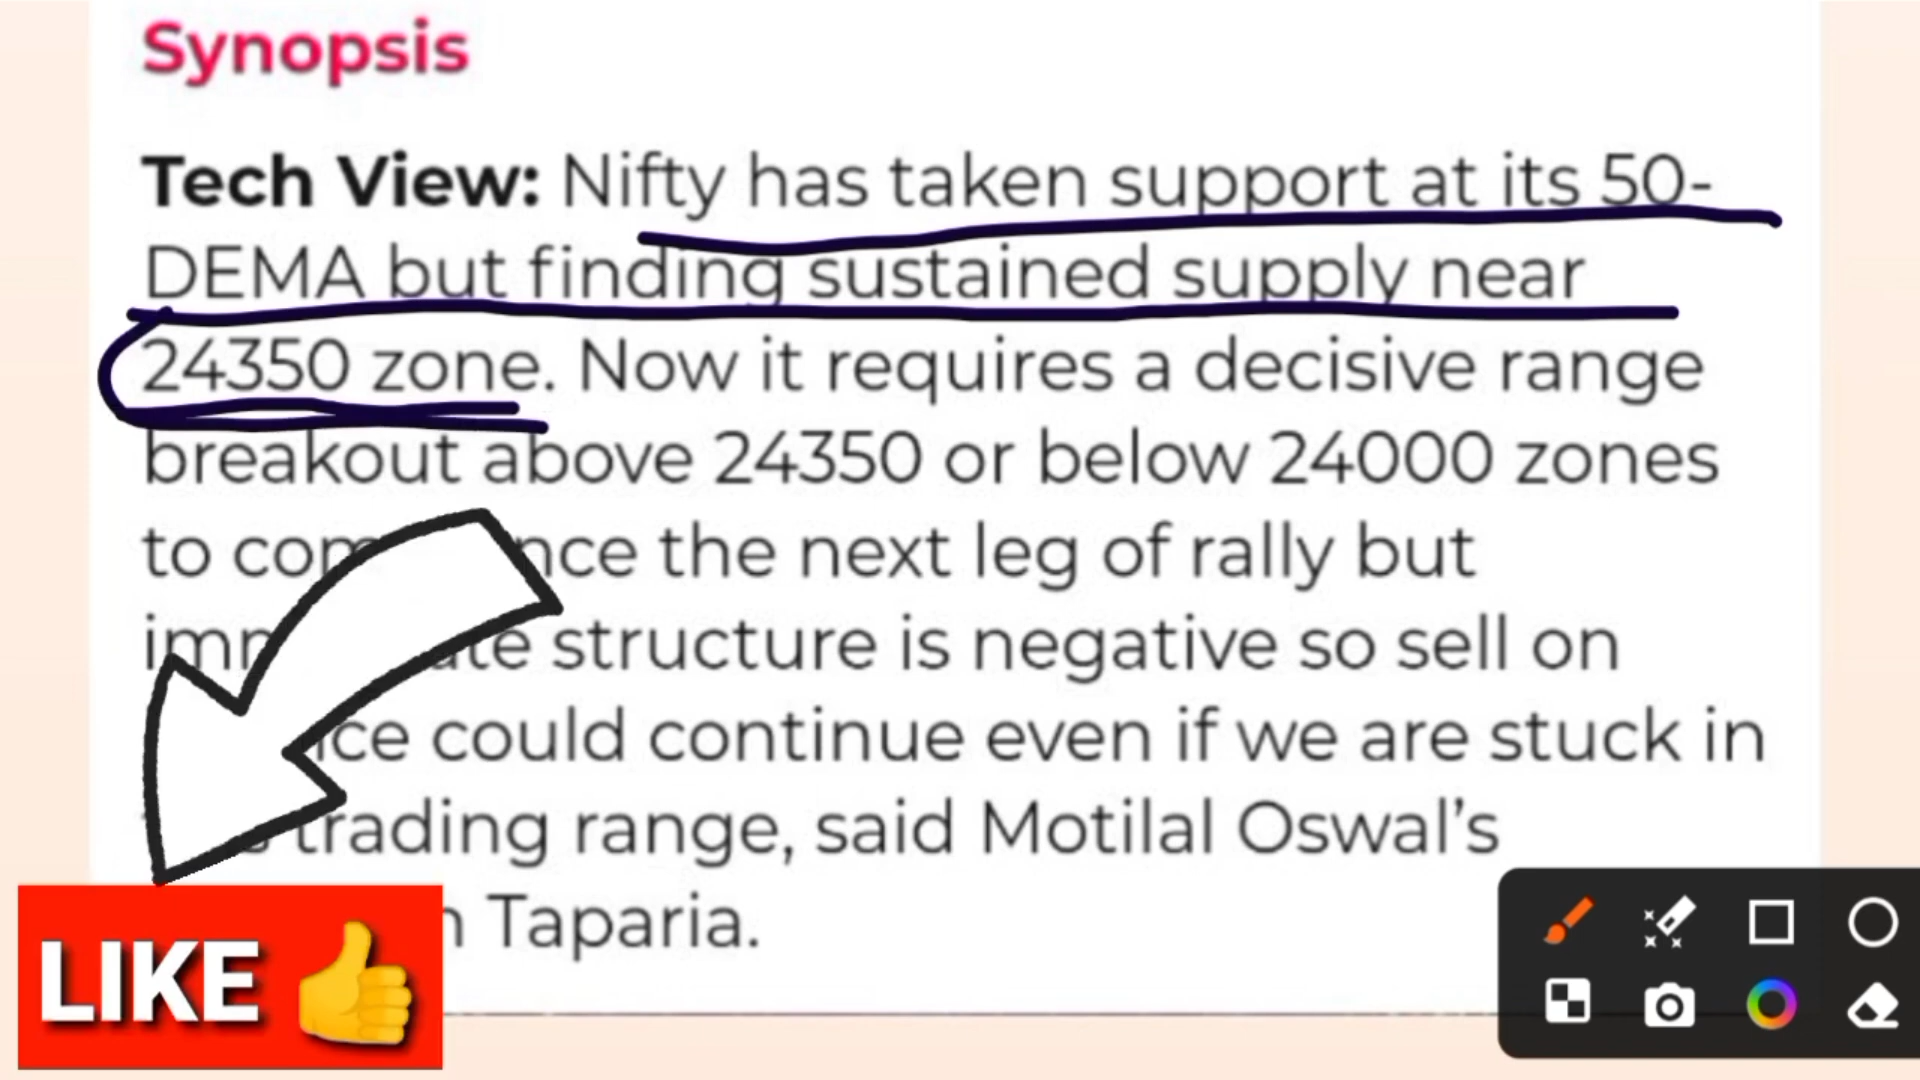 Synopsis
Tech View: Nifty has taken support at its 50-
DEMA but finding sustained supply near
24350 zone. Now it requires a decisive range
breakout above 24350 or below 24000 zones
to the next leg of rally but
structure is negative so sell on
could continue even if we are stuck in
trading range, said Motilal Oswal’s
Taparia.
LIKE